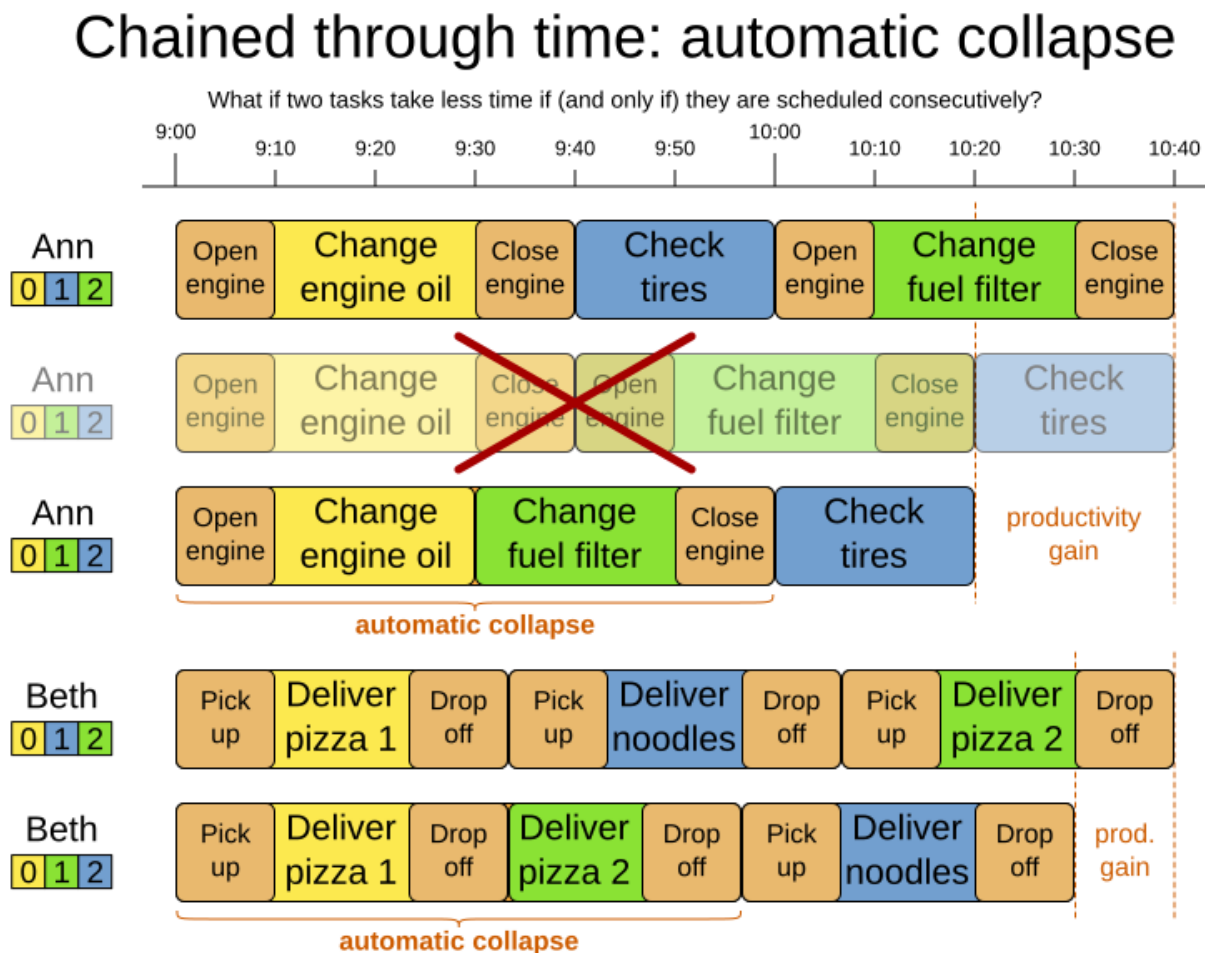 Chained through time: automatic collapse
What if two tasks take less time if (and only if) they are scheduled consecutively?
9:00
9:10
9:20
9:30
9:40
9:50
10:00
10:10
10:20
10:30
10:40
Ann
0 1 2
Open
engine
Change
engine oil
Close
engine
Check
tires
Open
engine
Change
fuel filter
Close
engine
Ann
0 1 2
Open
engine
Change
engine oil
Close
engine
Open
engine
Change
fuel filter
Close
engine
Check
tires
Ann
0 1 2
Open
engine
Change
engine oil
Change
fuel filter
Close
engine
Check
tires
productivity
gain
automatic collapse
Beth
0 1 2
Pick
up
Deliver
pizza 1
Drop
off
Pick
up
Deliver
noodles
Drop
off
Pick
up
Deliver
pizza 2
Drop
off
Beth
0 1 2
Pick
up
Deliver
pizza 1
Drop
off
Deliver
pizza 2
Drop
off
Pick
up
Deliver
noodles
Drop
off
prod.
gain
automatic collapse